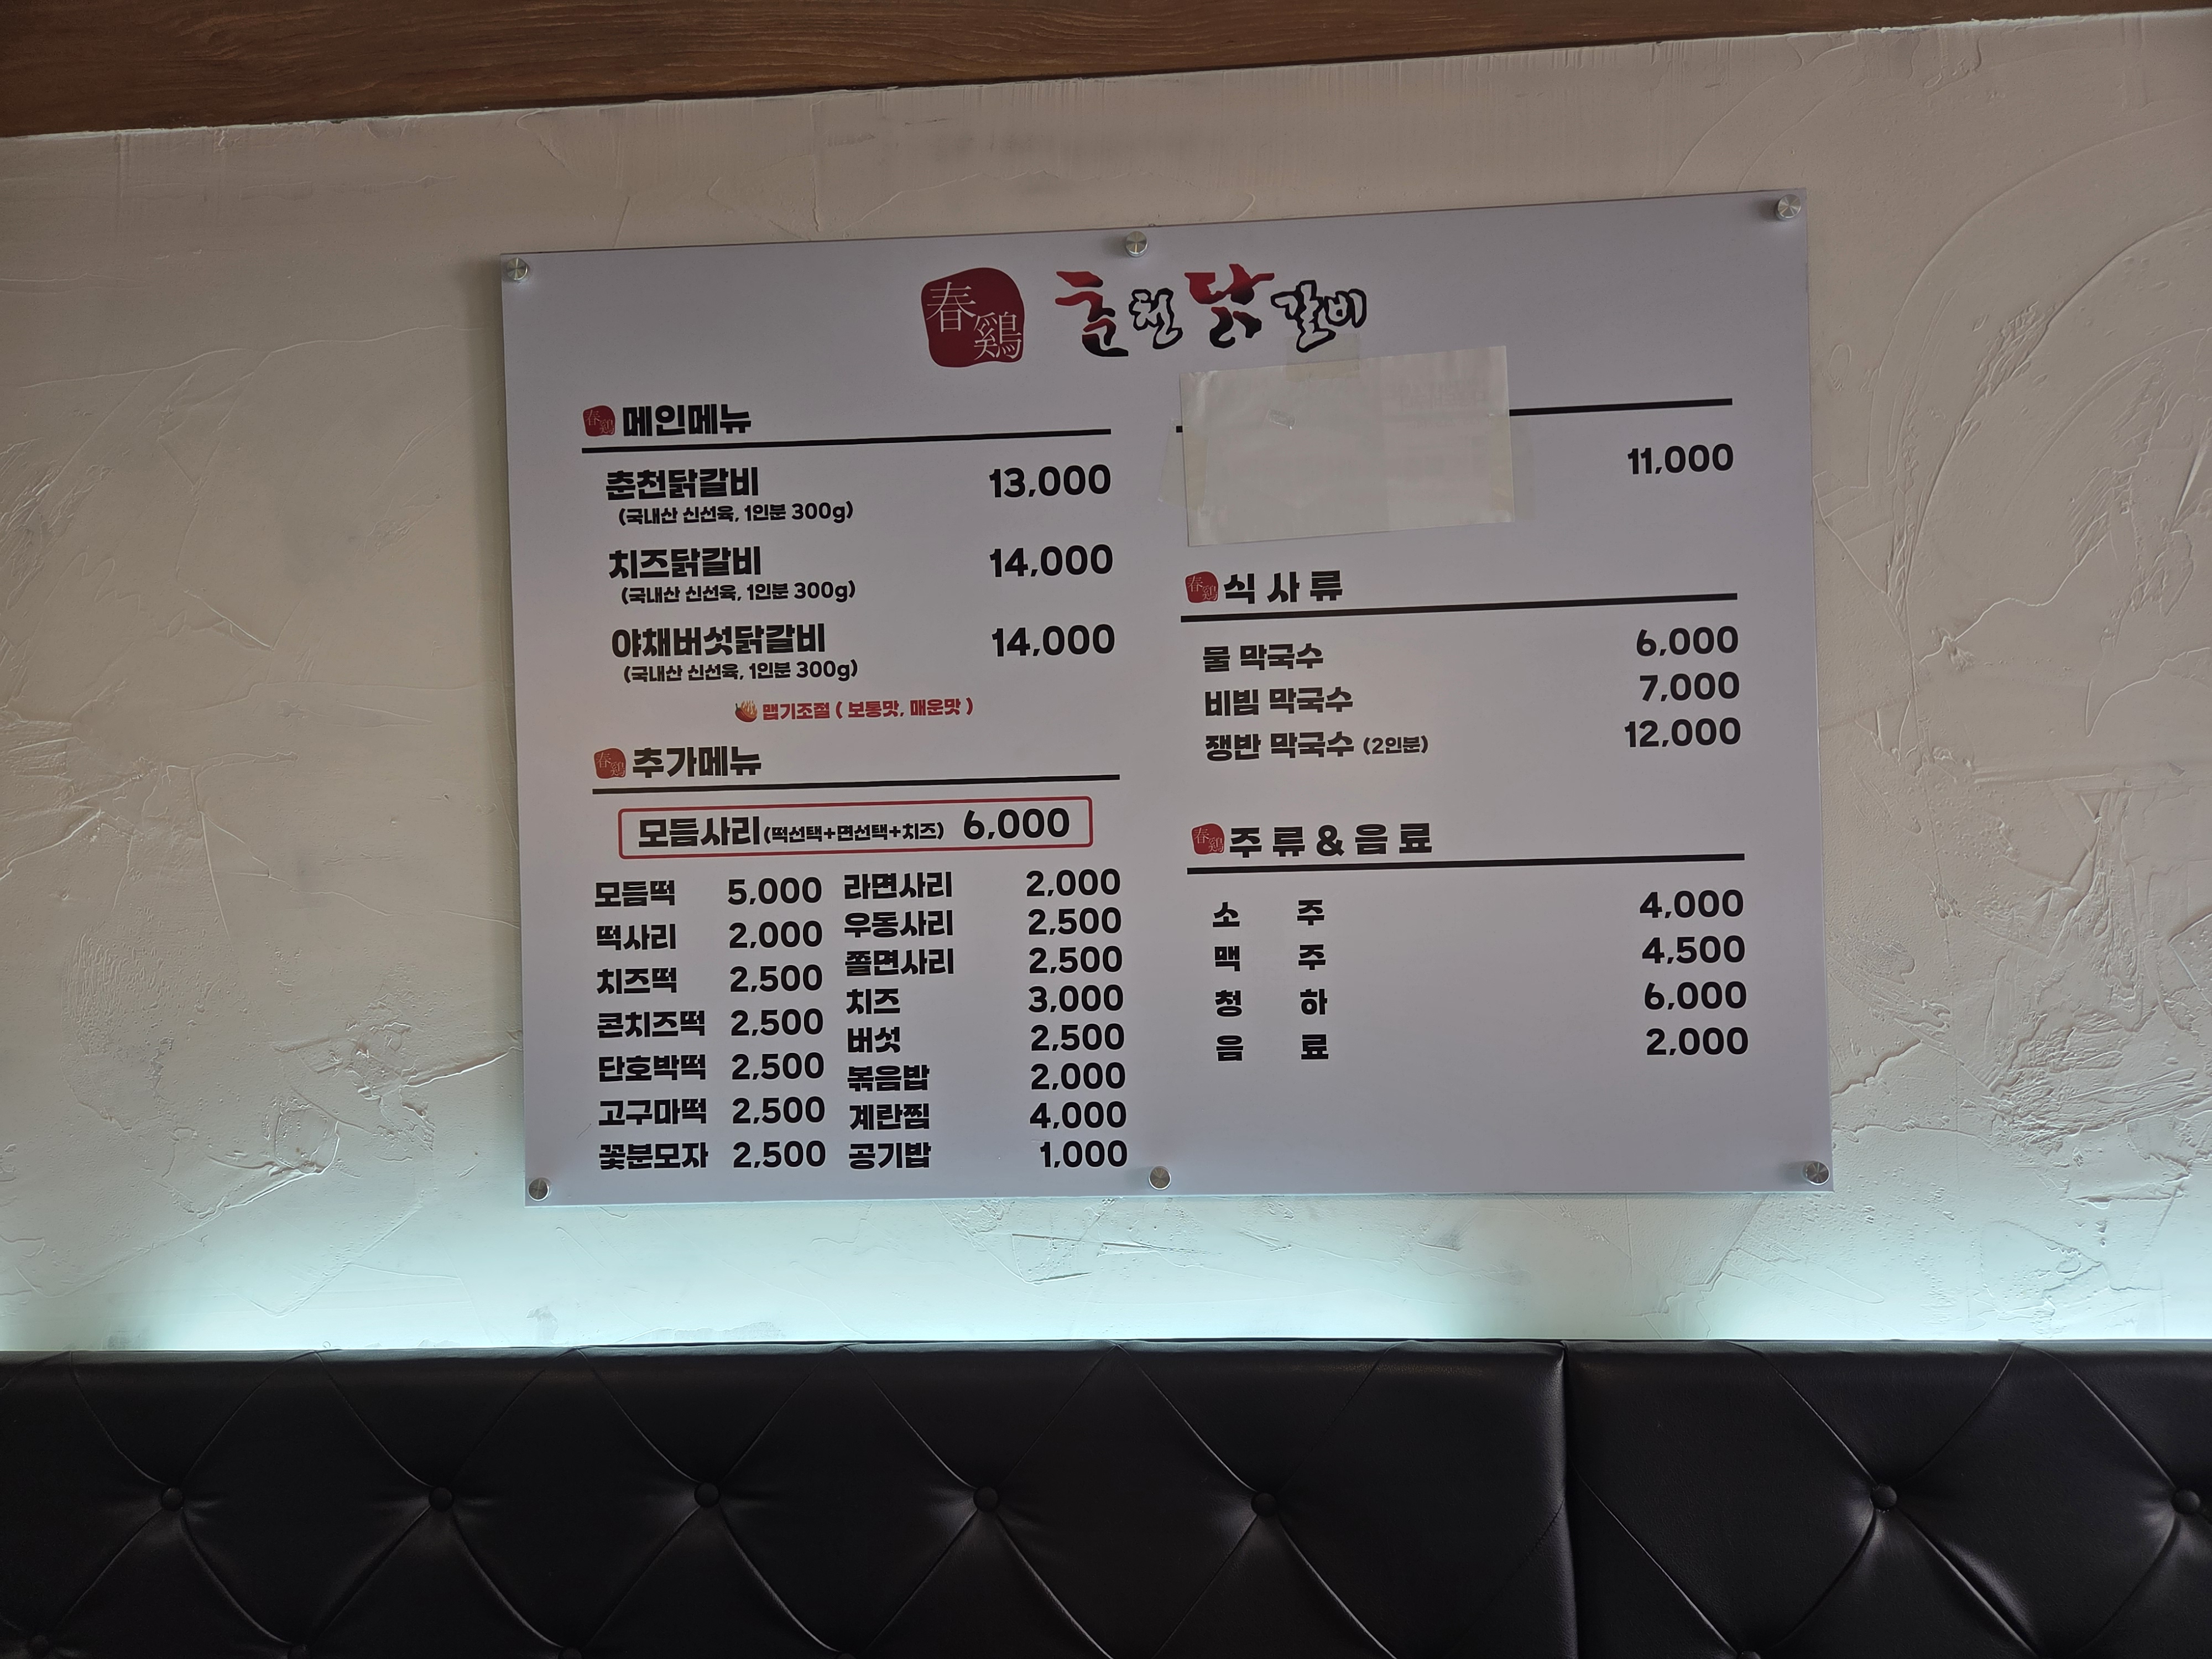 春鷄 춘천닭갈비
春鷄 메인메뉴
춘천닭갈비 13,000
(국내산 신선육, 1인분 300g)
치즈닭갈비 14,000
(국내산 신선육, 1인분 300g)
야채버섯닭갈비 14,000
(국내산 신선육, 1인분 300g)
맵기조절 ( 보통맛, 매운맛 )
春鷄 추가메뉴
모듬사리(떡선택+면선택+치즈) 6,000
모듬떡 5,000
떡사리 2,000
치즈떡 2,500
콘치즈떡 2,500
단호박떡 2,500
고구마떡 2,500
꽃분모자 2,500
라면사리 2,000
우동사리 2,500
쫄면사리 2,500
치즈 3,000
버섯 2,500
볶음밥 2,000
계란찜 4,000
공기밥 1,000
11,000
春鷄 식사류
물 막국수 6,000
비빔 막국수 7,000
쟁반 막국수 (2인분) 12,000
春鷄 주류&음료
소 주 4,000
맥 주 4,500
청 하 6,000
음 료 2,000